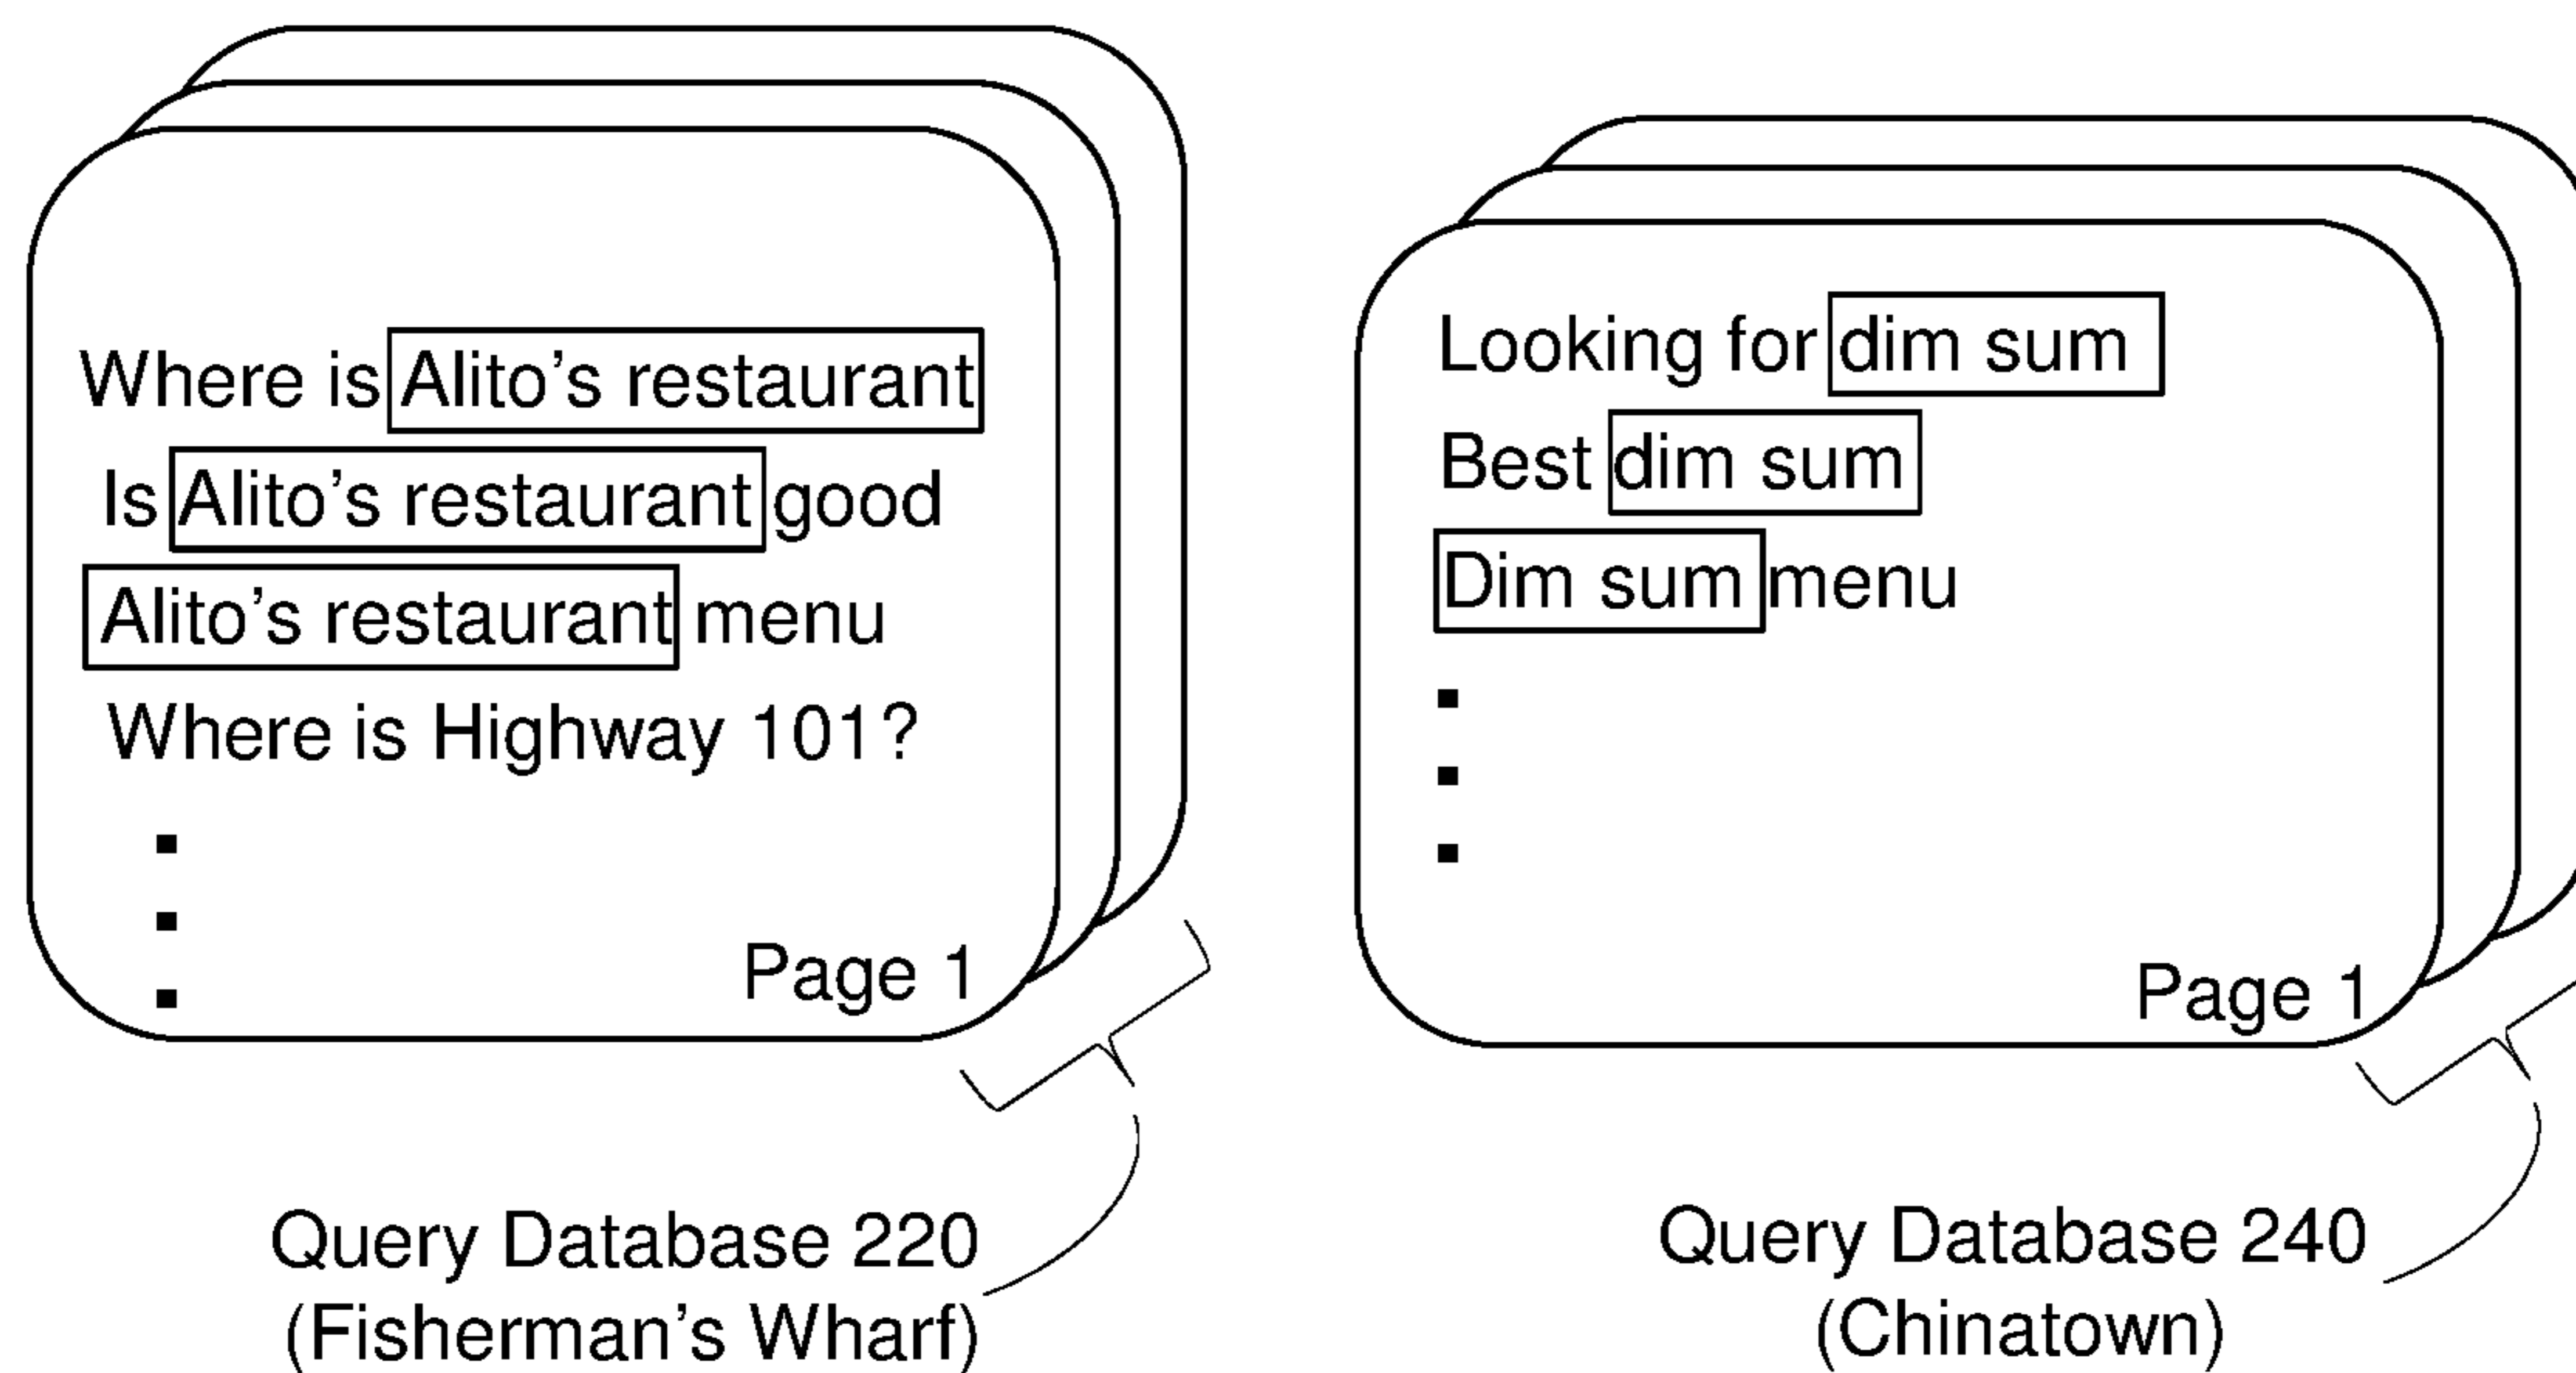 Where is Alito's restaurant
Is Alito's restaurant good
Alito's restaurant menu
Where is Highway 101?
Page 1
Query Database 220
(Fisherman's Wharf)
Looking for dim sum
Best dim sum
Dim sum menu
Page 1
Query Database 240
(Chinatown)